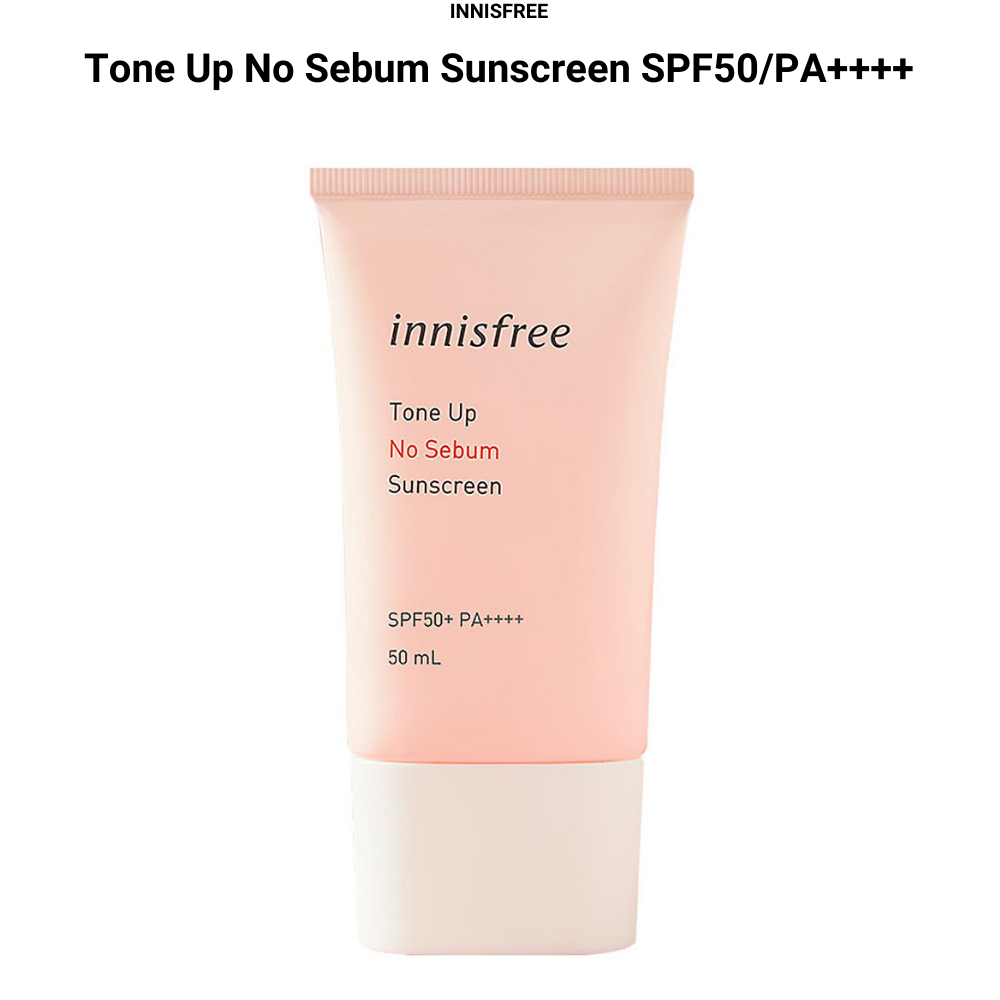 INNISFREE
Tone Up No Sebum Sunscreen SPF50/PA++++
innisfree
Tone Up
No Sebum
Sunscreen
SPF50+ PA++++
50 mL